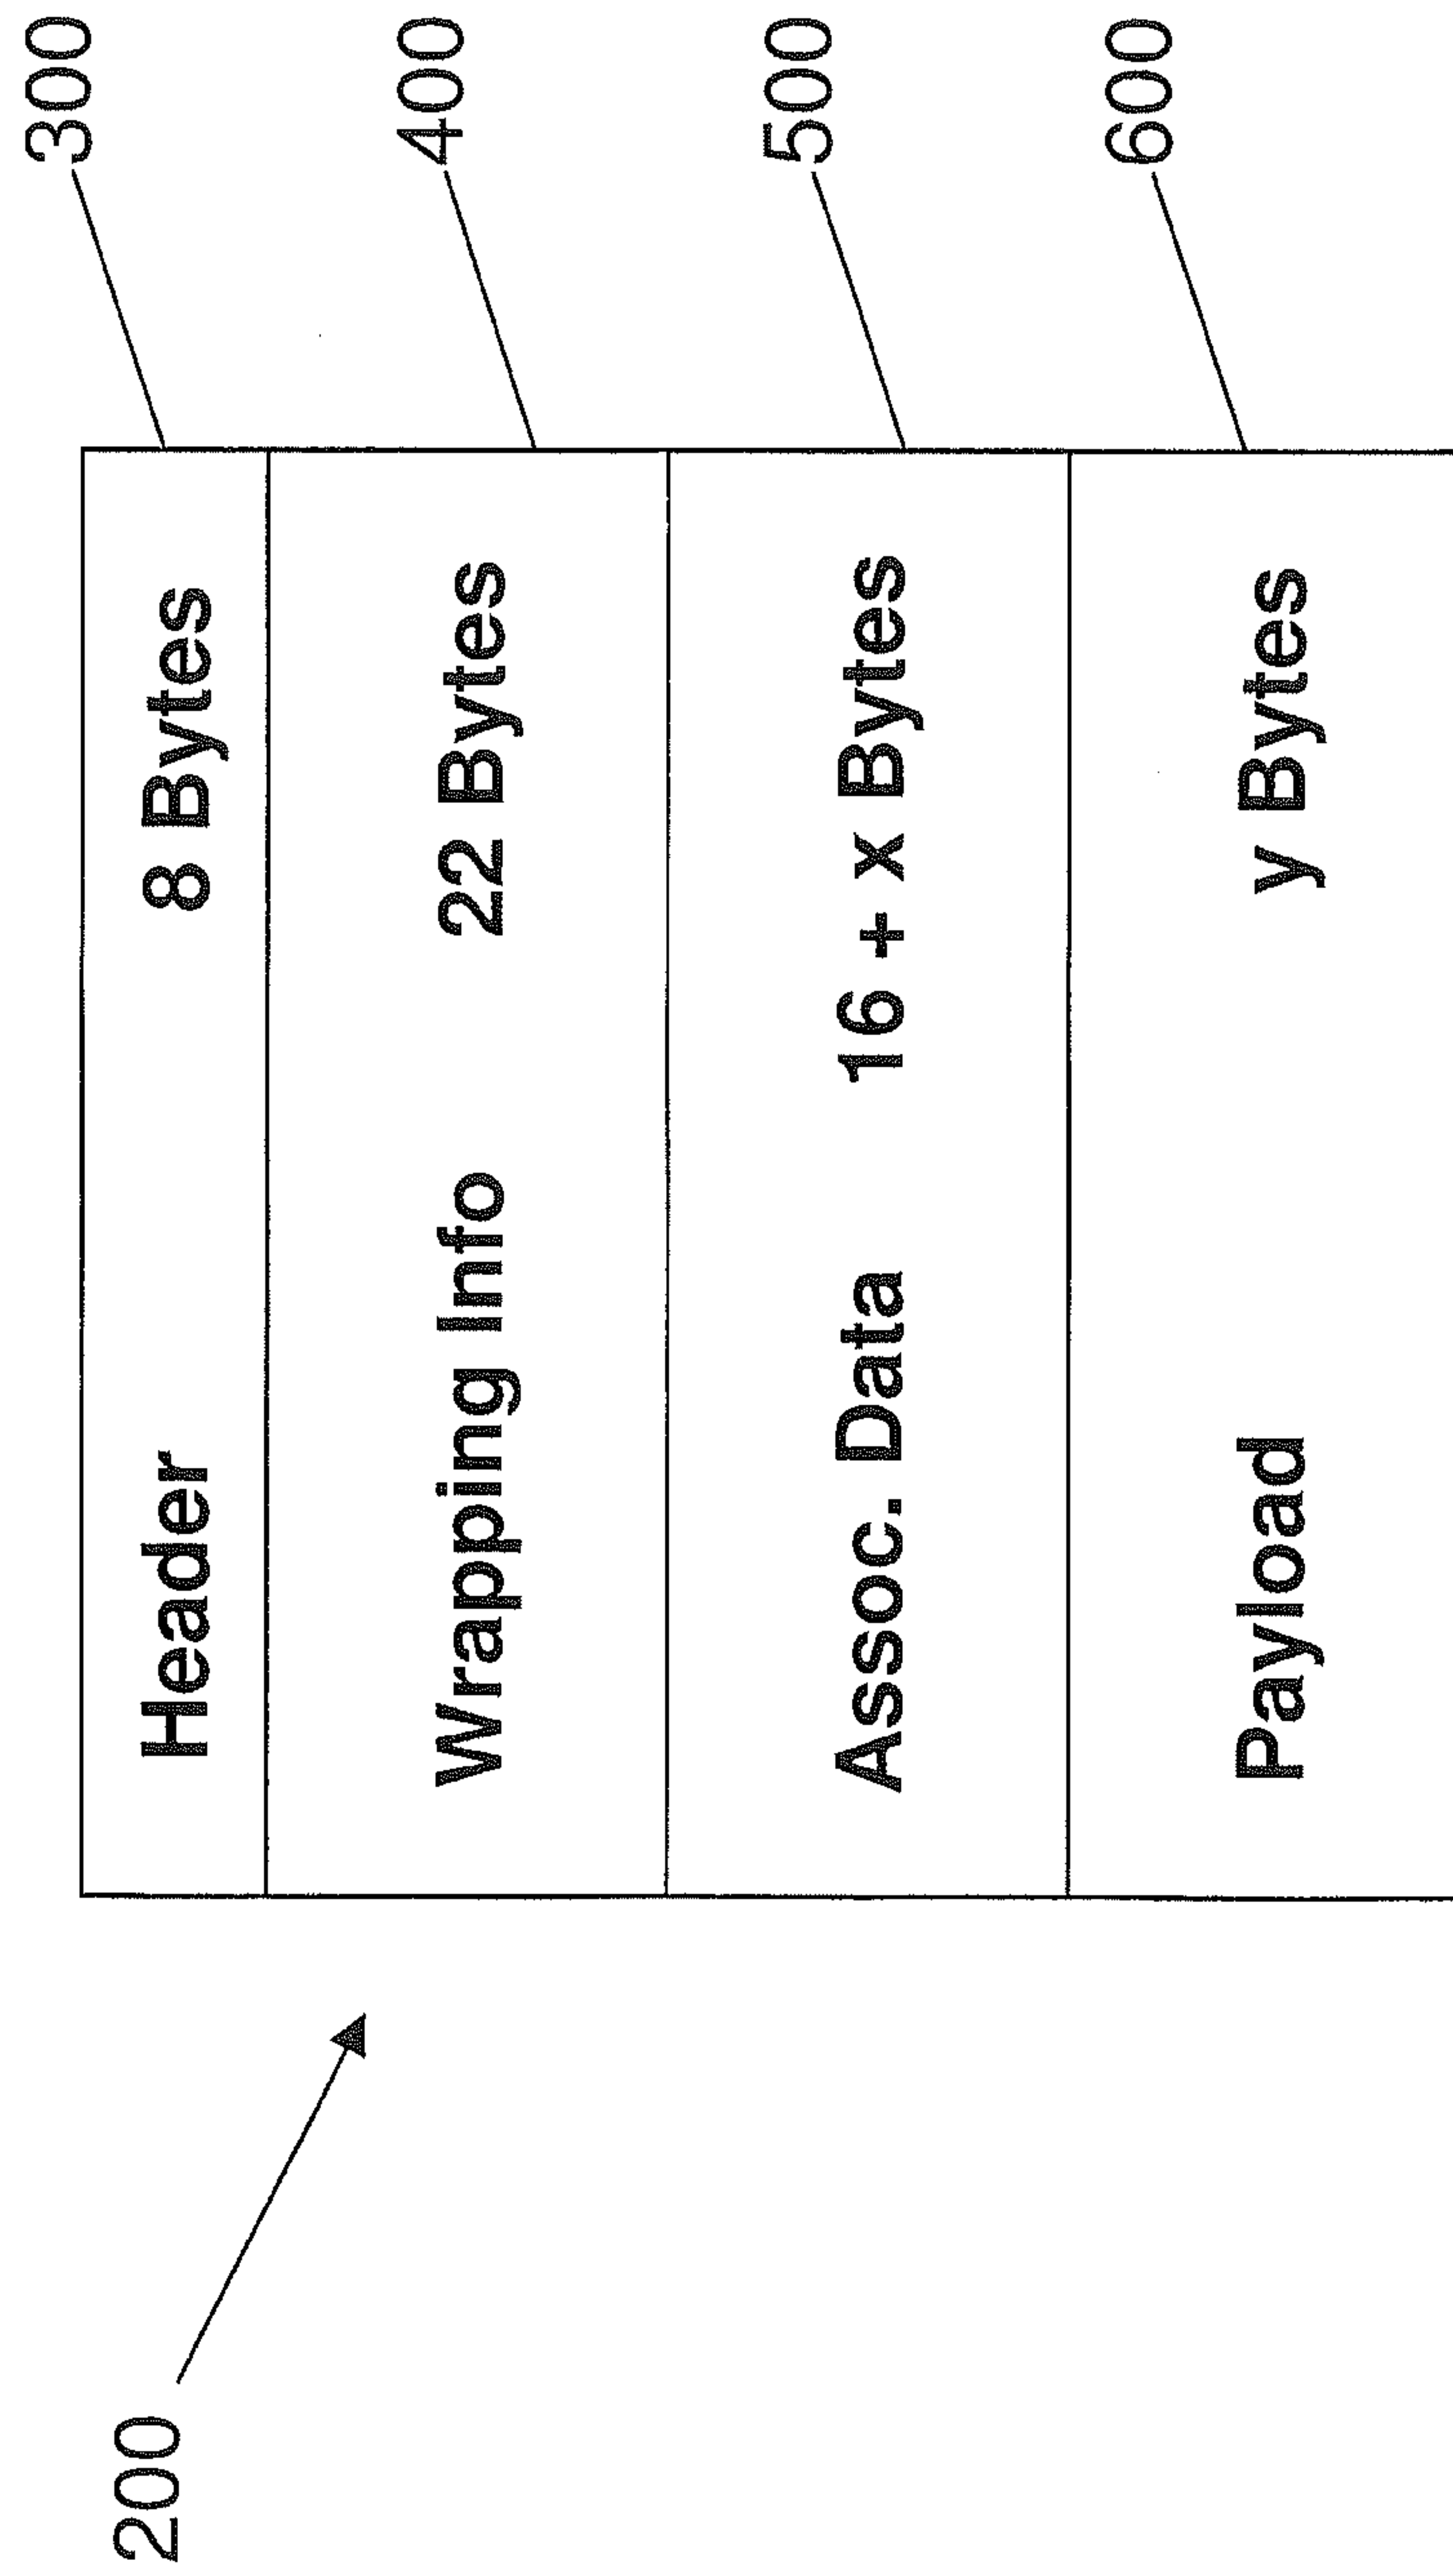 300
Header 8 Bytes
400
Wrapping Info 22 Bytes
500
Assoc. Data 16 + x Bytes
600
Payload y Bytes
200